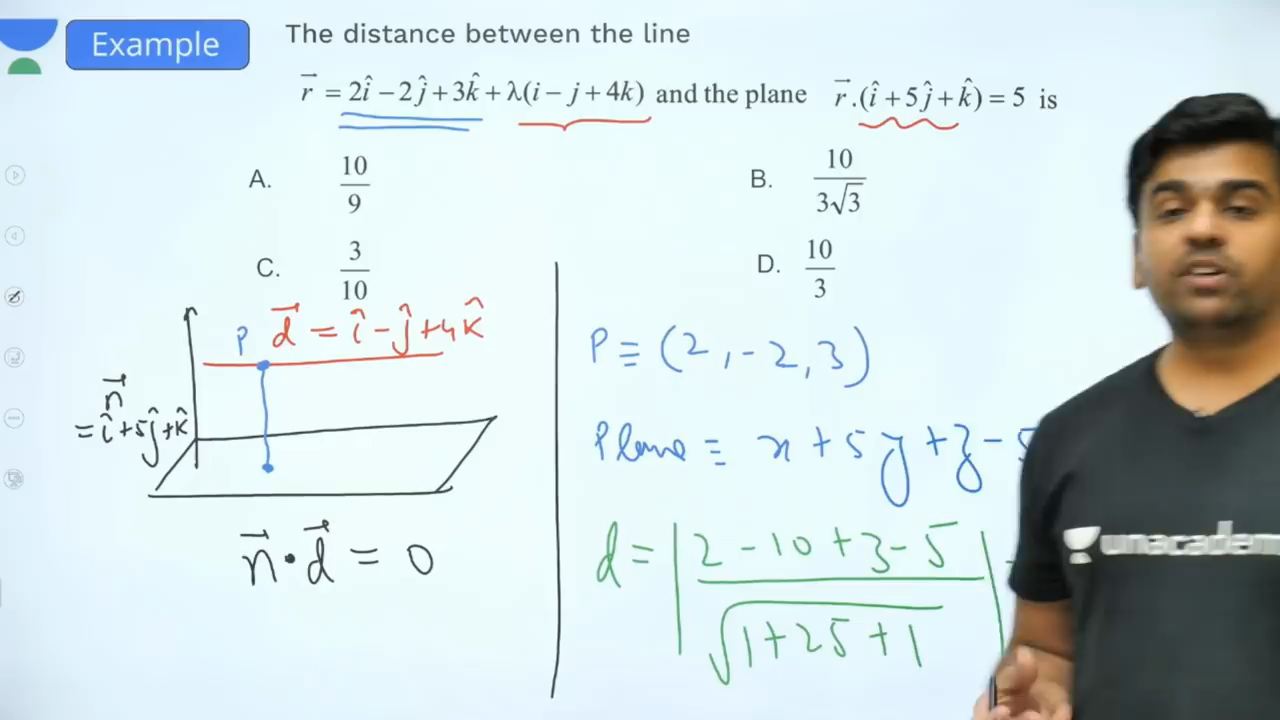 Example
The distance between the line
r⃗ = 2î − 2ĵ + 3k̂ + λ(i − j + 4k) and the plane r⃗.(î + 5ĵ + k̂) = 5 is
A. 10/9
B. 10/(3√3)
C. 3/10
D. 10/3
P d⃗ = î − ĵ + 4k̂
n⃗
= î + 5ĵ + k̂
n⃗ • d⃗ = 0
P ≡ (2, -2, 3)
Plane ≡ x + 5y + z - 5
d = |(2 - 10 + 3 - 5)/√(1 + 25 + 1)|
unacadem